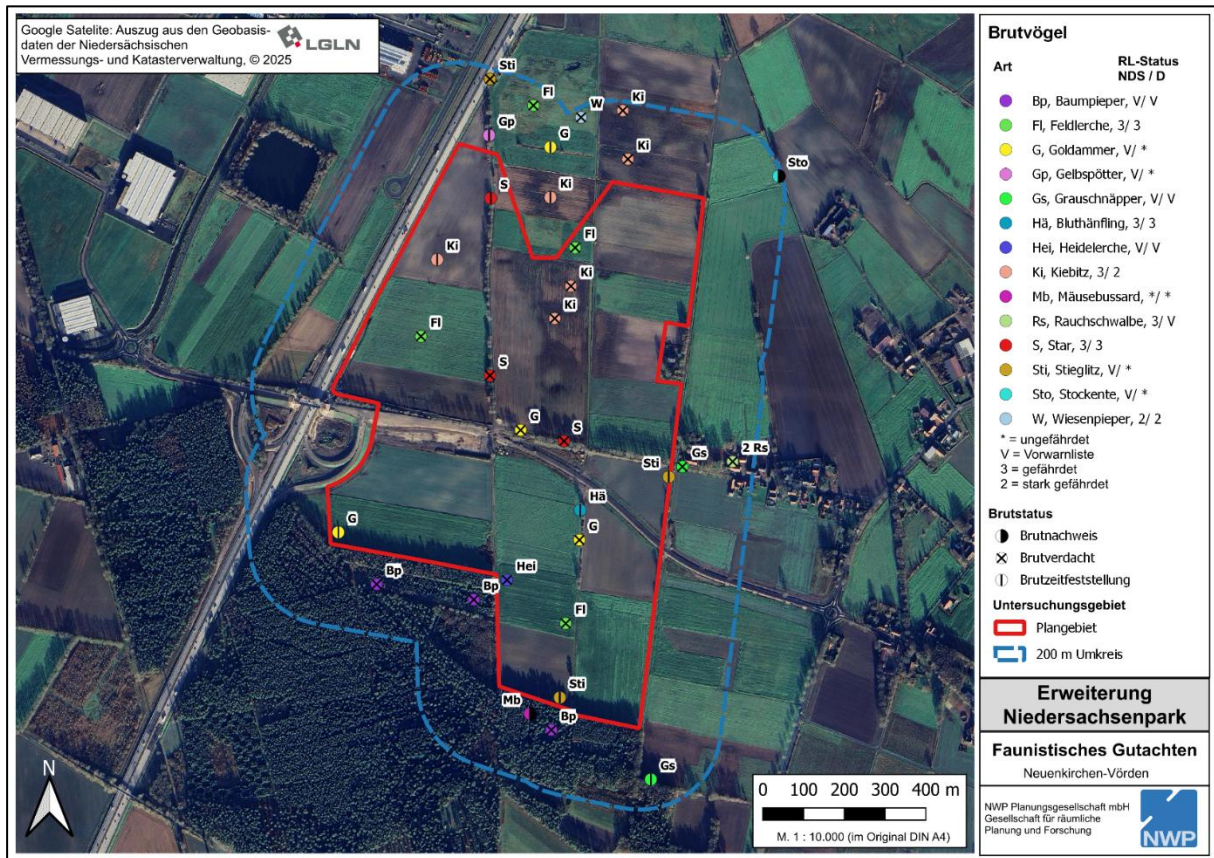 Google Satelite: Auszug aus den Geobasis-
daten der Niedersächsischen
Vermessungs- und Katasterverwaltung, © 2025
LGLN
Sti
Fl
W
Ki
Gp
G
Ki
Sto
S
Ki
Fl
Ki
Ki
Ki
Fl
S
G
S
Gs
2 Rs
Sti
Hä
G
G
Hei
Bp
Bp
Fl
Sti
Mb
Bp
Gs
N
0 100 200 300 400 m
M. 1 : 10.000 (im Original DIN A4)
Brutvögel
Art
RL-Status
NDS / D
Bp, Baumpieper, V/ V
Fl, Feldlerche, 3/ 3
G, Goldammer, V/ *
Gp, Gelbspötter, V/ *
Gs, Grauschnäpper, V/ V
Hä, Bluthänfling, 3/ 3
Hei, Heidelerche, V/ V
Ki, Kiebitz, 3/ 2
Mb, Mäusebussard, */ *
Rs, Rauchschwalbe, 3/ V
S, Star, 3/ 3
Sti, Stieglitz, V/ *
Sto, Stockente, V/ *
W, Wiesenpieper, 2/ 2
* = ungefährdet
V = Vorwarnliste
3 = gefährdet
2 = stark gefährdet
Brutstatus
Brutnachweis
Brutverdacht
Brutzeitfeststellung
Untersuchungsgebiet
Plangebiet
200 m Umkreis
Erweiterung
Niedersachsenpark
Faunistisches Gutachten
Neuenkirchen-Vörden
NWP Planungsgesellschaft mbH
Gesellschaft für räumliche
Planung und Forschung
NWP